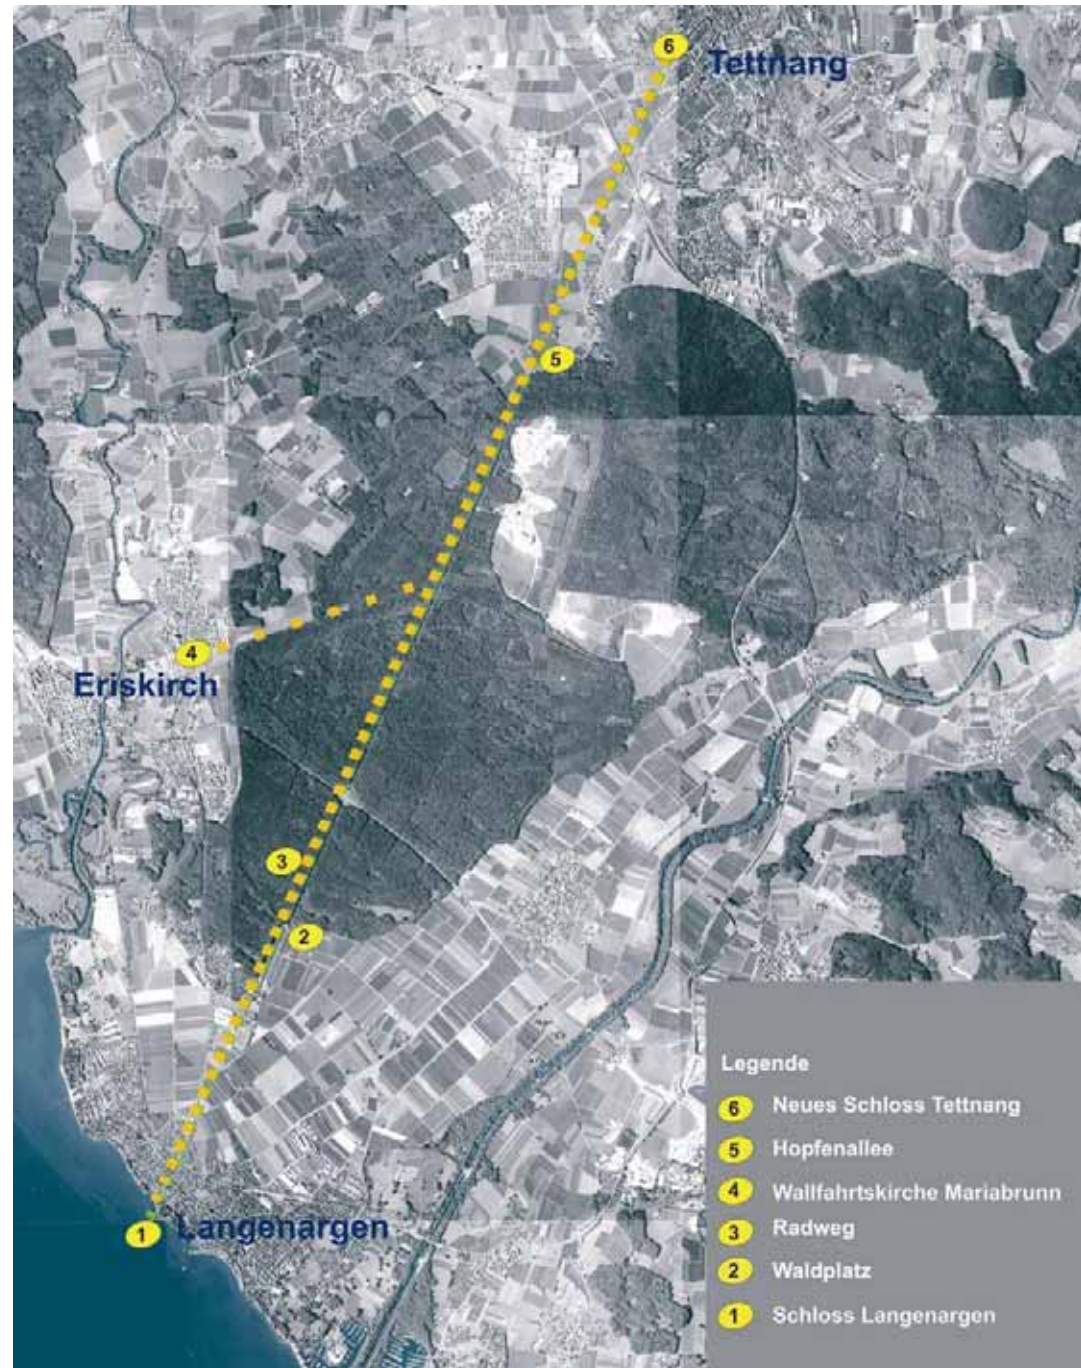 6
Tettnang
5
4
Eriskirch
3
2
1
Langenargen
Legende
6 Neues Schloss Tettnang
5 Hopfenallee
4 Wallfahrtskirche Mariabrunn
3 Radweg
2 Waldplatz
1 Schloss Langenargen